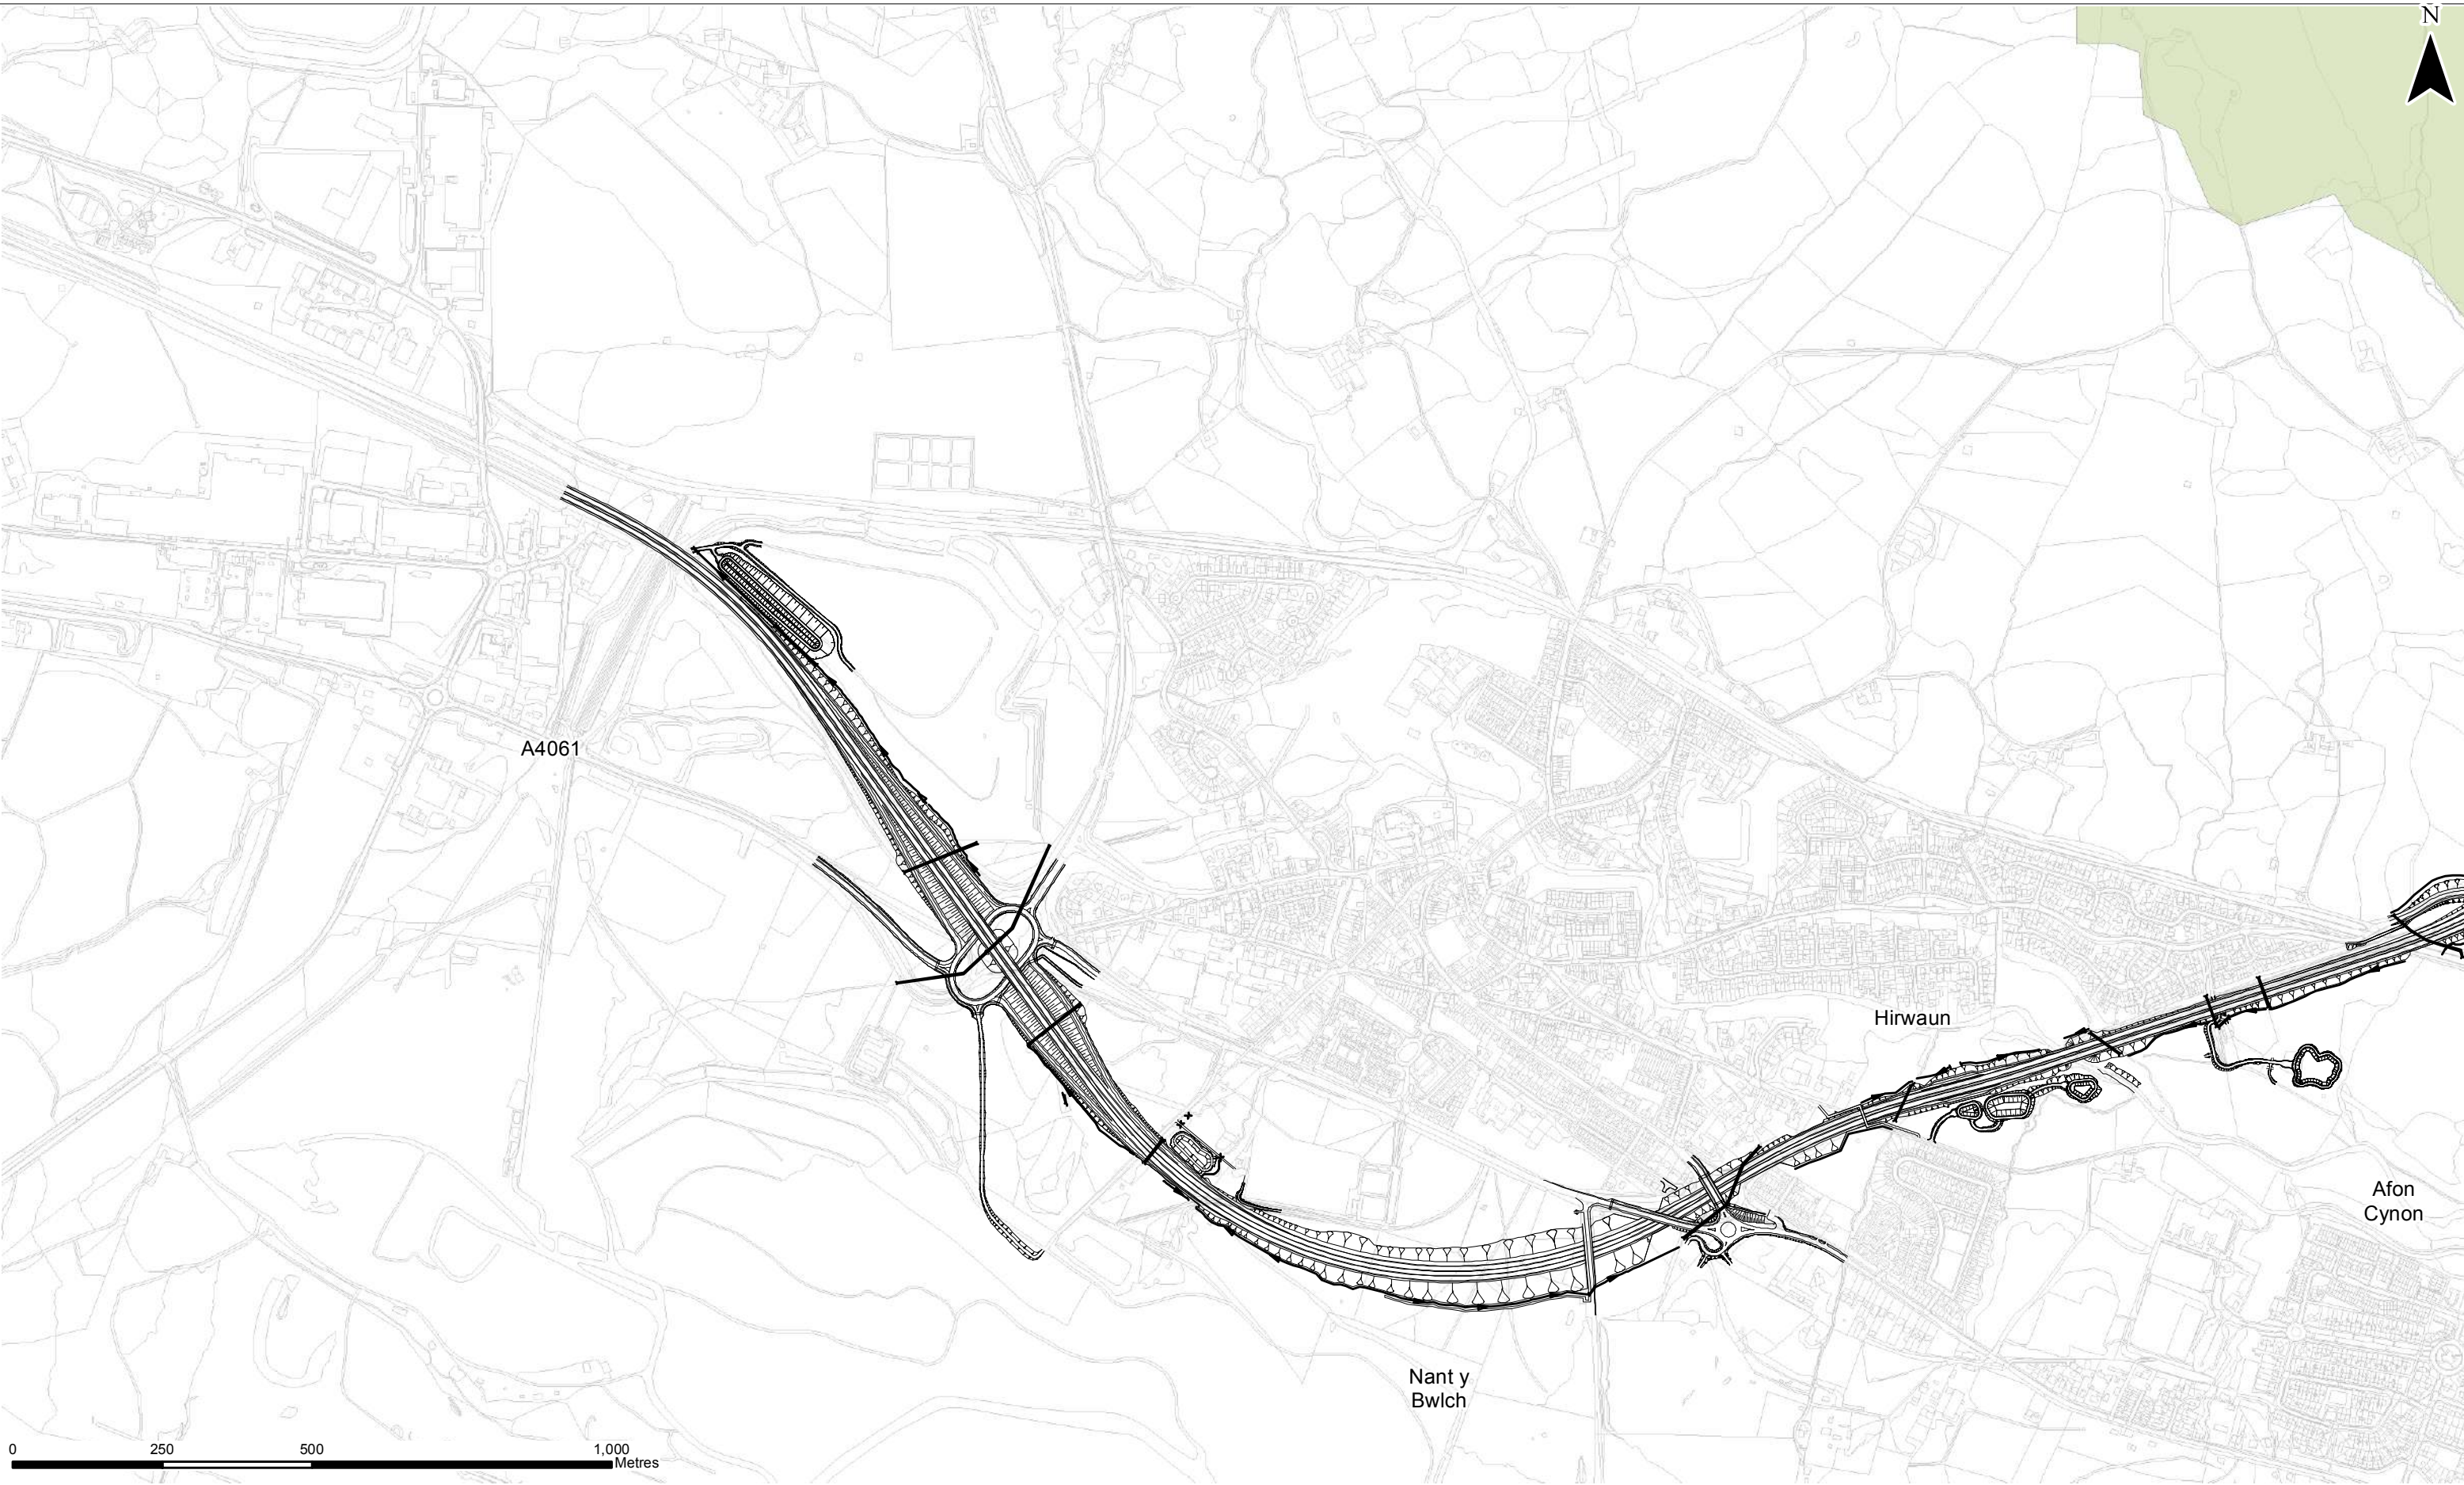 N
A4061
Hirwaun
Afon
Cynon
Nant y
Bwlch
0 250 500 1,000
Metres